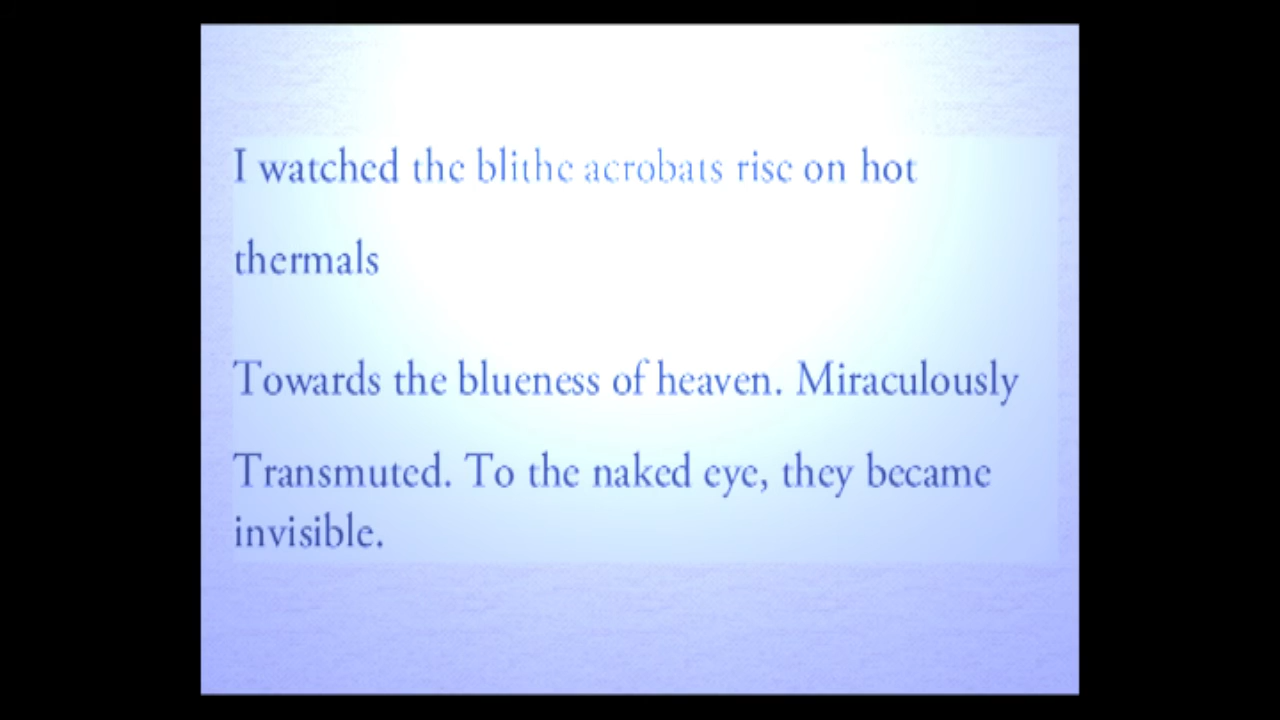 I watched the blithe acrobats rise on hot
thermals
Towards the blueness of heaven. Miraculously
Transmuted. To the naked eye, they became
invisible.